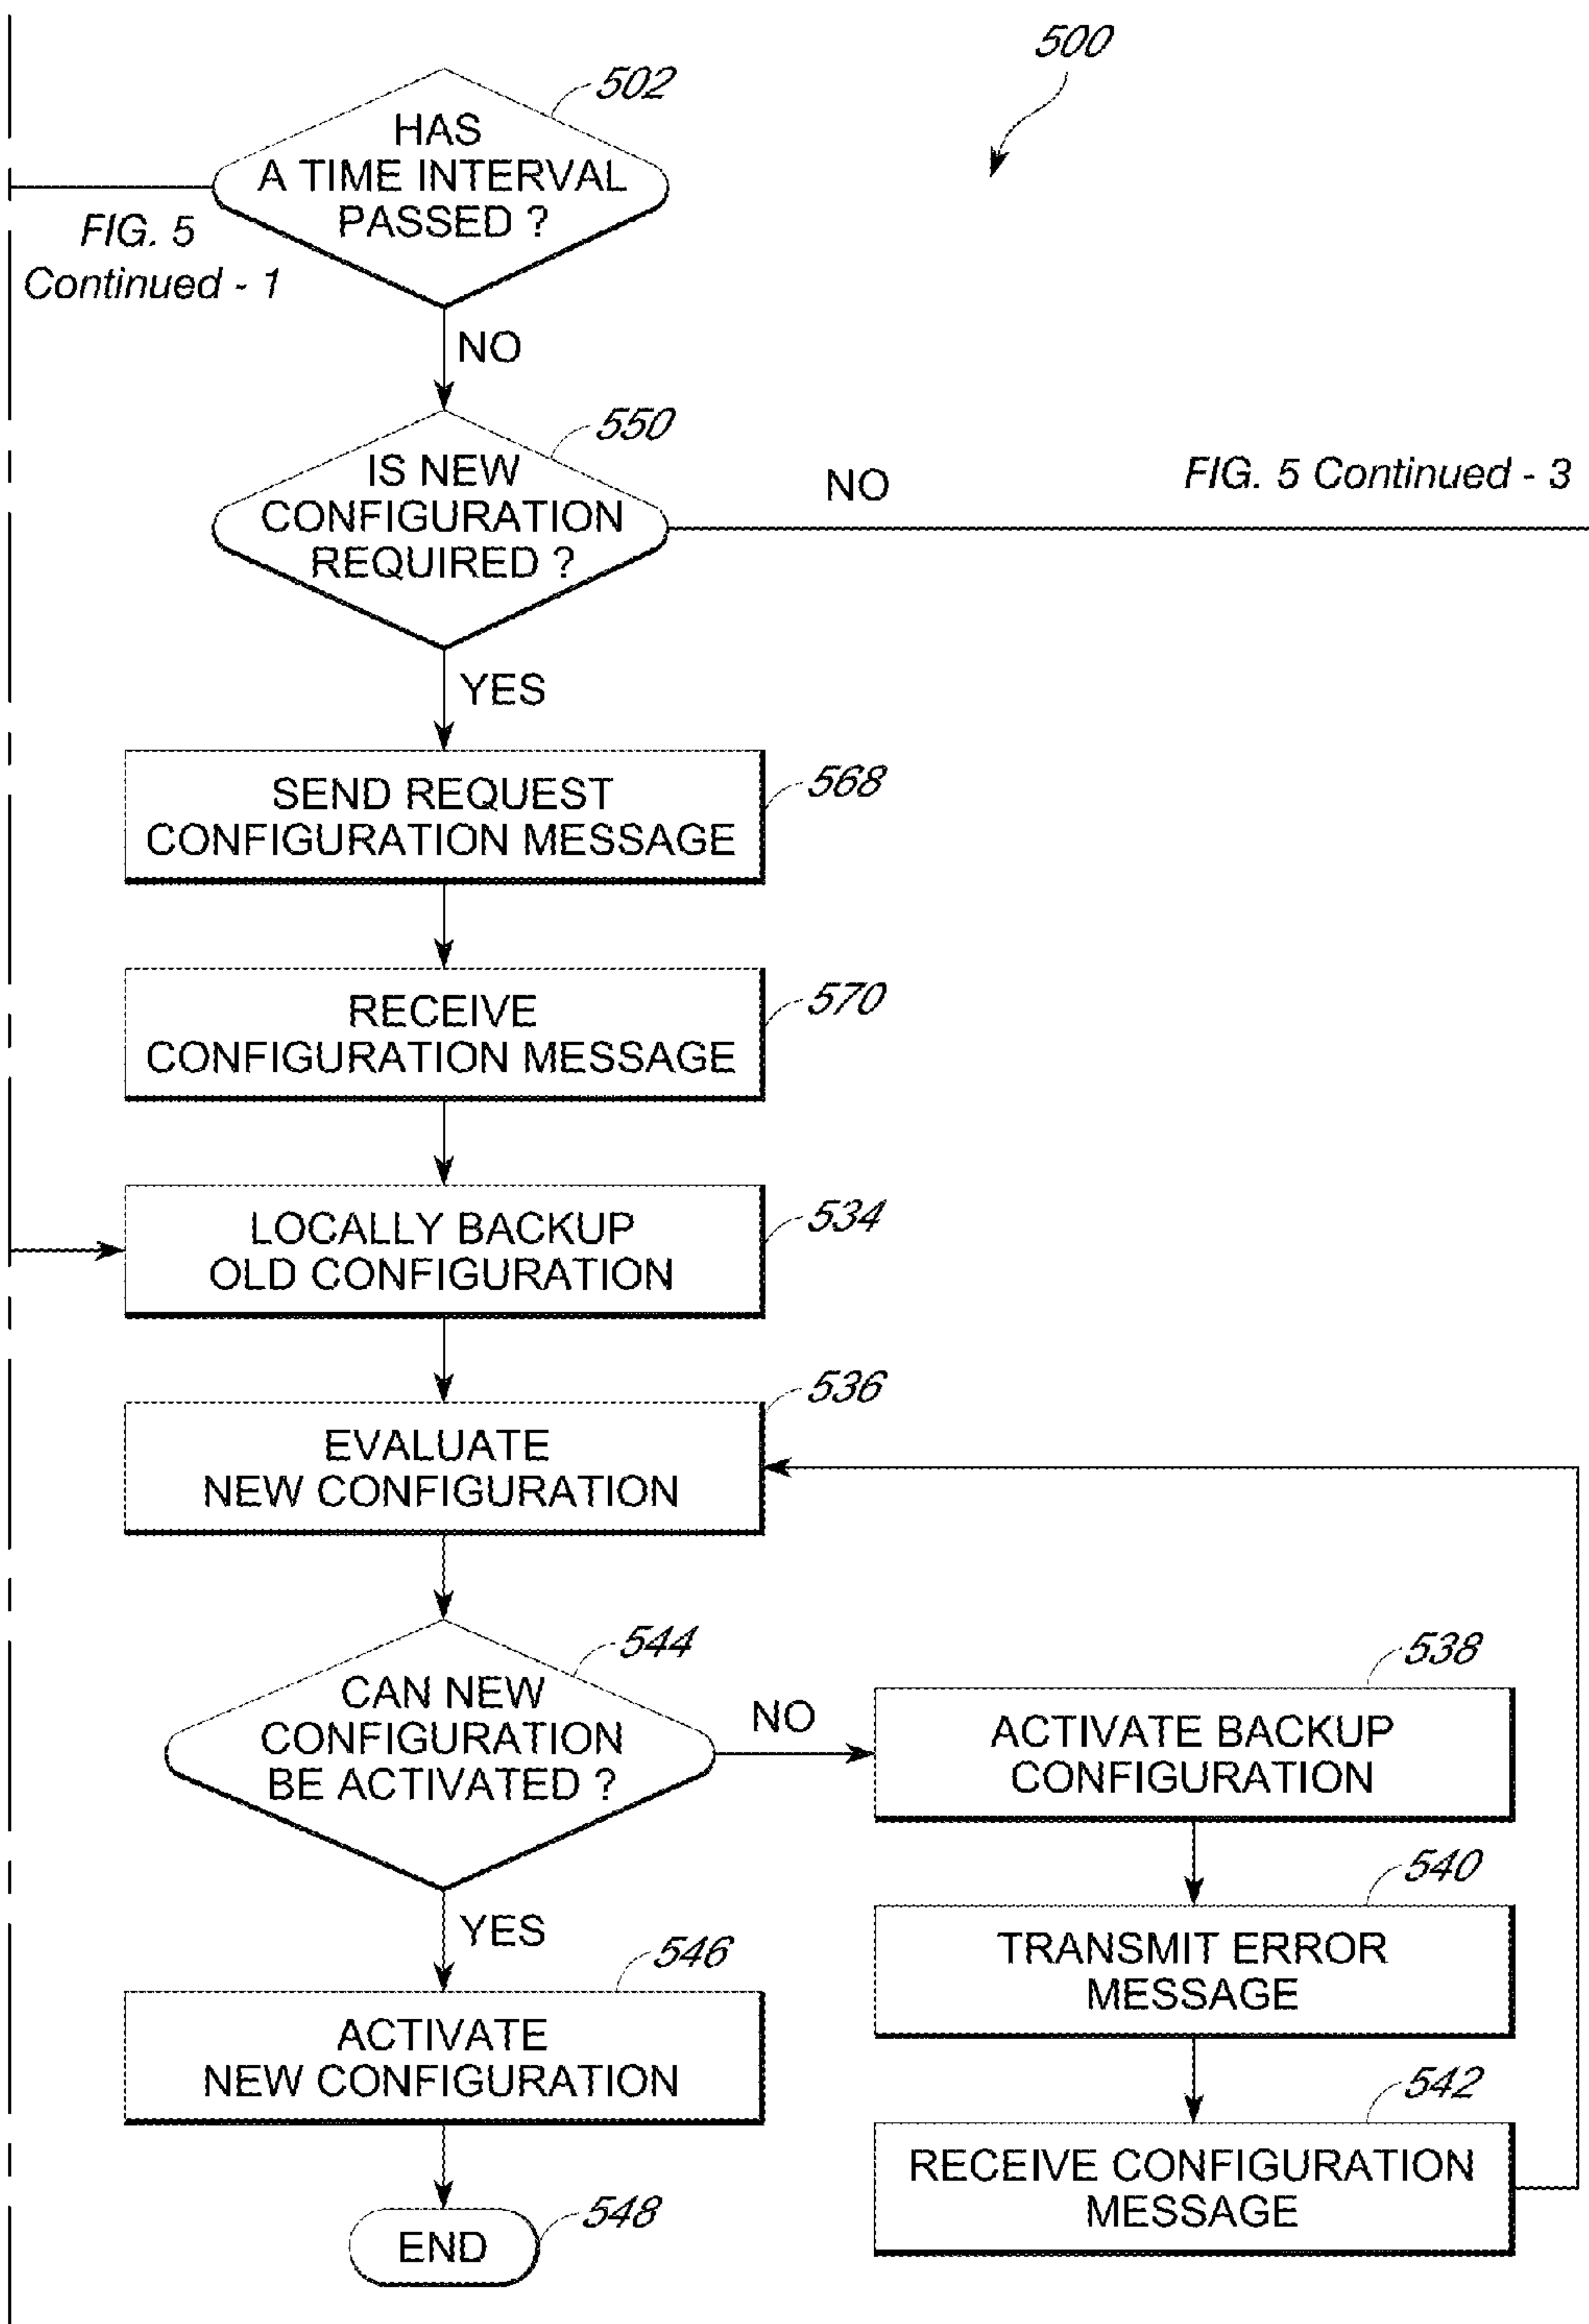 500
502
HAS
A TIME INTERVAL
PASSED ?
FIG. 5
Continued - 1
NO
550
IS NEW
CONFIGURATION
REQUIRED ?
NO
FIG. 5 Continued - 3
YES
568
SEND REQUEST
CONFIGURATION MESSAGE
570
RECEIVE
CONFIGURATION MESSAGE
534
LOCALLY BACKUP
OLD CONFIGURATION
536
EVALUATE
NEW CONFIGURATION
544
CAN NEW
CONFIGURATION
BE ACTIVATED ?
NO
538
ACTIVATE BACKUP
CONFIGURATION
540
TRANSMIT ERROR
MESSAGE
542
RECEIVE CONFIGURATION
MESSAGE
YES
546
ACTIVATE
NEW CONFIGURATION
548
END